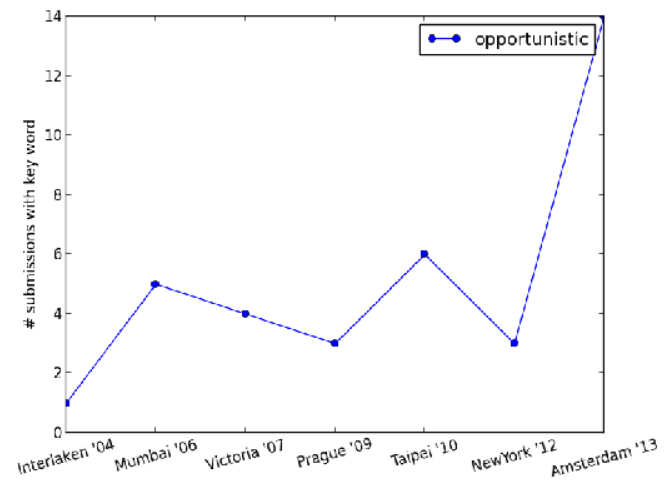 14
opportunistic
12
10
8
6
4
2
0
# submissions with key word
Interlaken '04
Mumbai '06
Victoria '07
Prague '09
Taipei '10
NewYork '12
Amsterdam '13